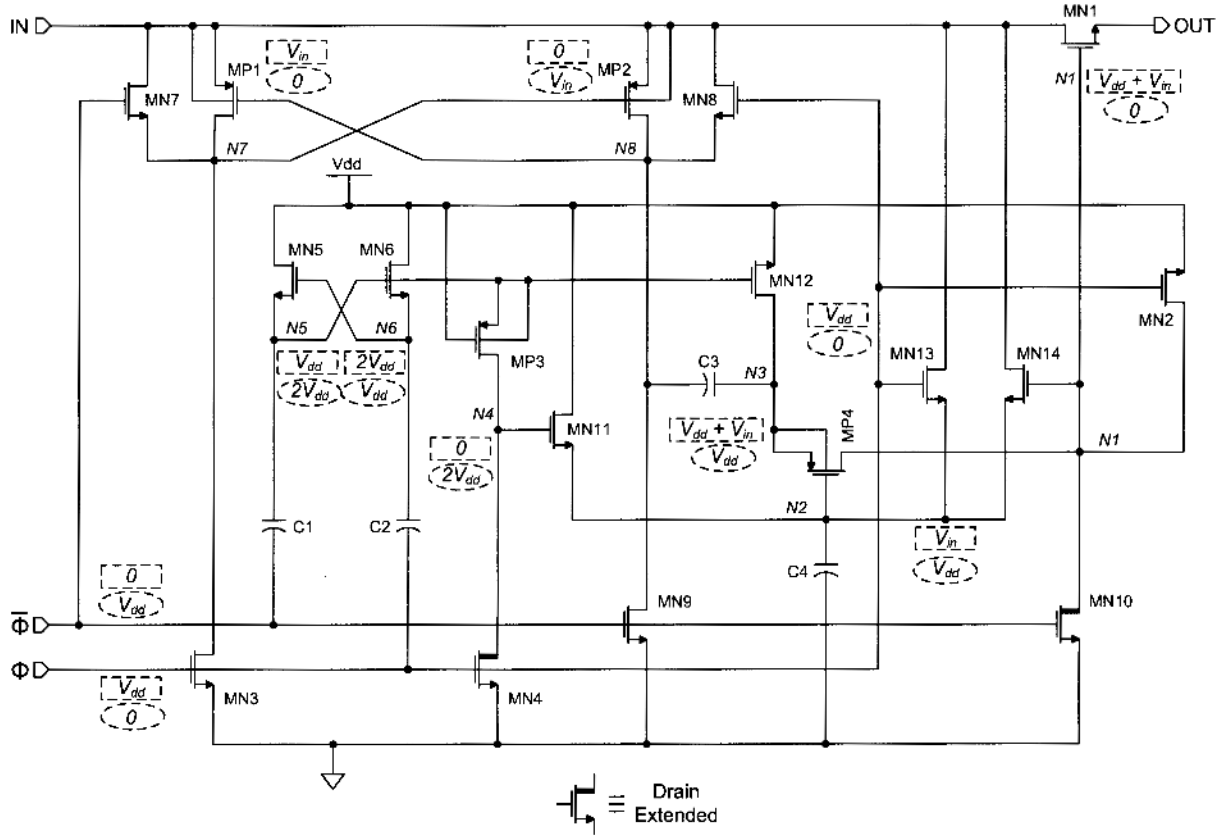 IN
MN1
OUT
V_in
0
MP1
0
V_in
MP2
N1
V_dd + V_in
0
MN7
MN8
N7
N8
Vdd
MN5
MN6
MN12
MN2
N5
N6
V_dd
2V_dd
2V_dd
V_dd
MP3
V_dd
0
MN13
MN14
C3
N3
N4
MN11
V_dd + V_in
V_dd
MP4
0
2V_dd
N1
N2
C1
C2
V_in
V_dd
C4
0
V_dd
MN9
MN10
Φ̅
Φ
V_dd
0
MN3
MN4
≡ Drain
Extended